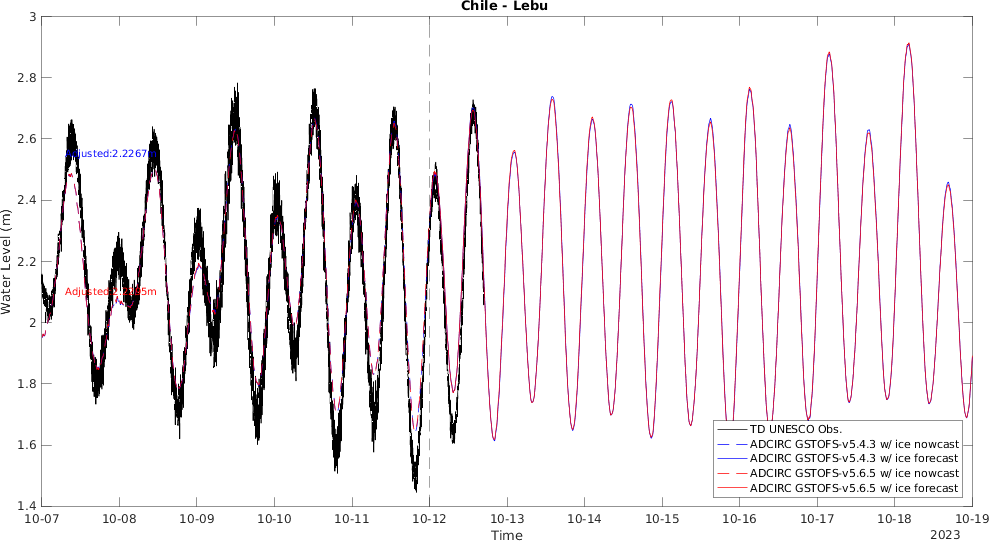 Chile - Lebu
Water Level (m)
3
2.8
2.6
2.4
2.2
2
1.8
1.6
1.4
Adjusted:2.2267m
10-07
10-08
10-09
10-10
10-11
10-12
10-13
10-14
10-15
10-16
10-17
10-18
10-19
Time
2023
TD UNESCO Obs.
ADCIRC GSTOFS-v5.4.3 w/ ice nowcast
ADCIRC GSTOFS-v5.4.3 w/ ice forecast
ADCIRC GSTOFS-v5.6.5 w/ ice nowcast
ADCIRC GSTOFS-v5.6.5 w/ ice forecast